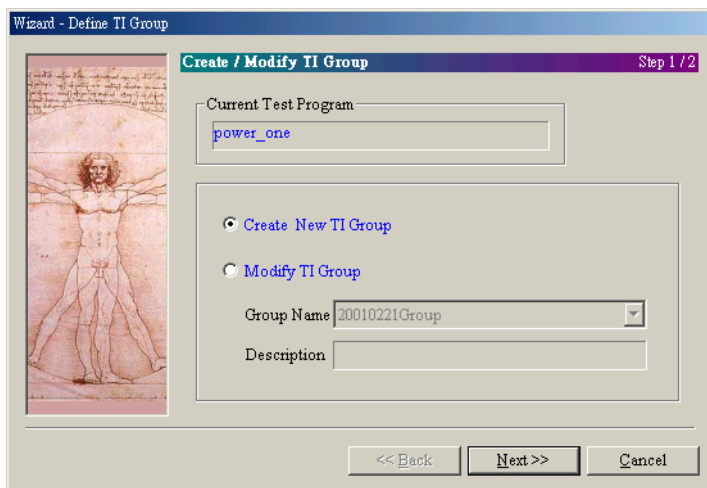 Wizard - Define TI Group
Create / Modify TI Group
Step 1 / 2
Current Test Program
power_one
Create New TI Group
Modify TI Group
Group Name 20010221Group
Description
<< Back
Next >>
Cancel